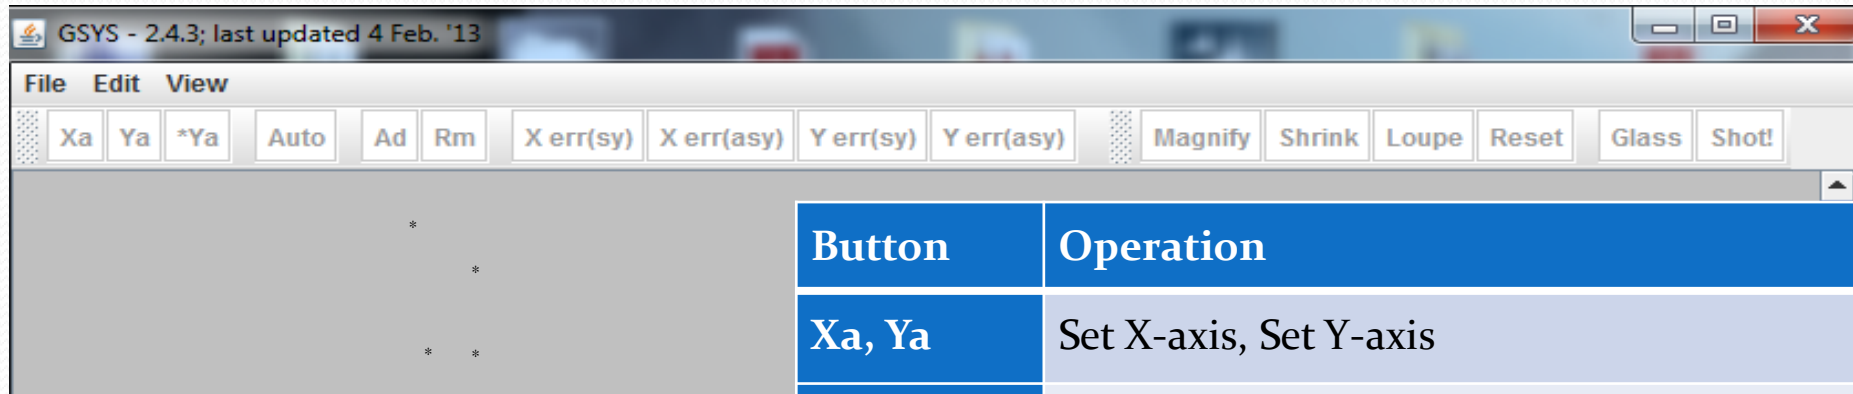 GSYS - 2.4.3; last updated 4 Feb. '13
File Edit View
Xa Ya *Ya Auto Ad Rm X err(sy) X err(asy) Y err(sy) Y err(asy) Magnify Shrink Loupe Reset Glass Shot!
*
*
* *
Button Operation
Xa, Ya Set X-axis, Set Y-axis